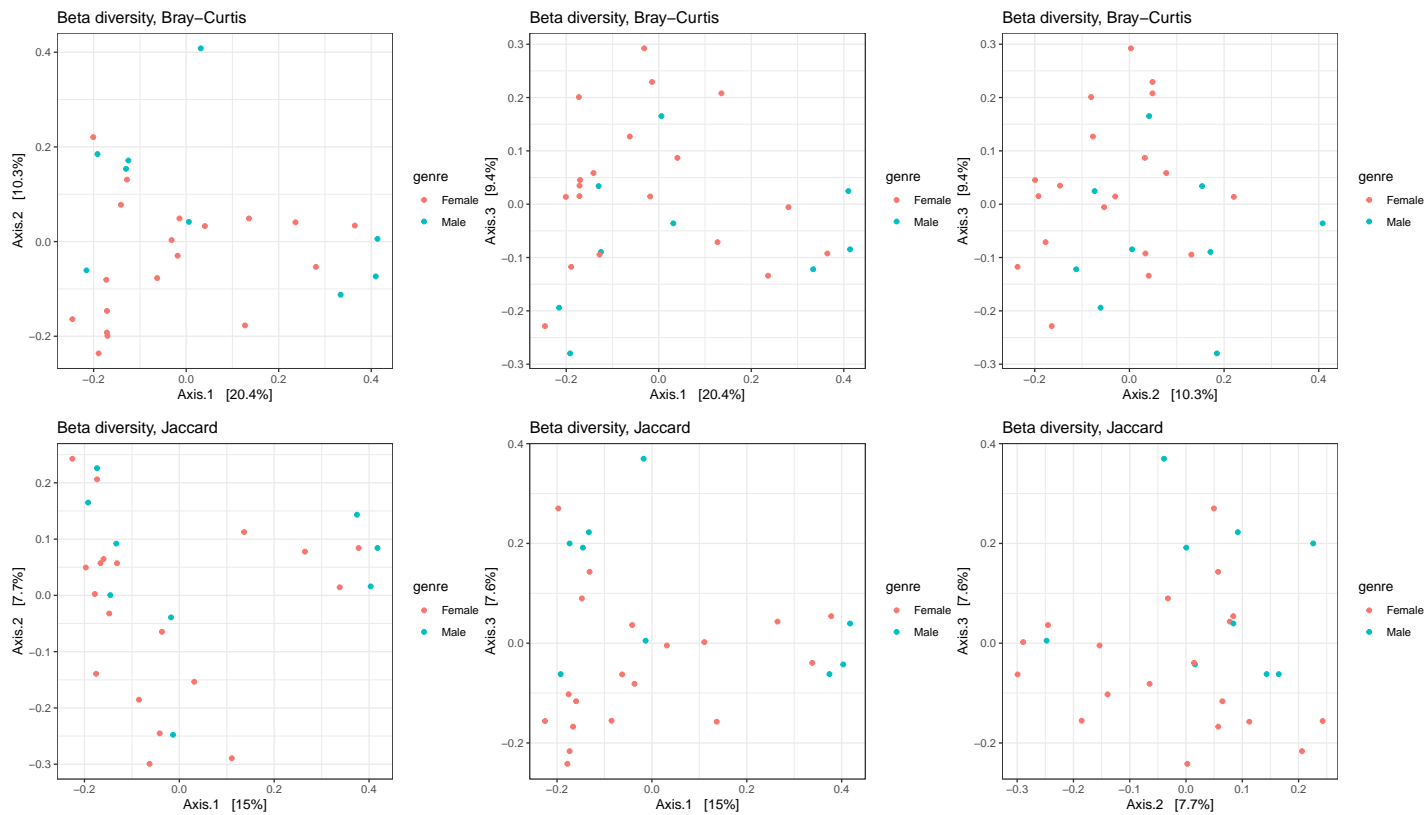 Beta diversity, Bray−Curtis
0.4
0.2
0.0
−0.2
−0.2
0.0
0.2
0.4
Axis.1 [20.4%]
Axis.2 [10.3%]
genre
Female
Male
Beta diversity, Bray−Curtis
0.3
0.2
0.1
0.0
−0.1
−0.2
−0.3
−0.2
0.0
0.2
0.4
Axis.1 [20.4%]
Axis.3 [9.4%]
genre
Female
Male
Beta diversity, Bray−Curtis
0.3
0.2
0.1
0.0
−0.1
−0.2
−0.3
−0.2
0.0
0.2
0.4
Axis.2 [10.3%]
Axis.3 [9.4%]
genre
Female
Male
Beta diversity, Jaccard
0.2
0.1
0.0
−0.1
−0.2
−0.3
−0.2
0.0
0.2
0.4
Axis.1 [15%]
Axis.2 [7.7%]
genre
Female
Male
Beta diversity, Jaccard
0.4
0.2
0.0
−0.2
−0.2
0.0
0.2
0.4
Axis.1 [15%]
Axis.3 [7.6%]
genre
Female
Male
Beta diversity, Jaccard
0.4
0.2
0.0
−0.2
−0.3
−0.2
−0.1
0.0
0.1
0.2
Axis.2 [7.7%]
Axis.3 [7.6%]
genre
Female
Male